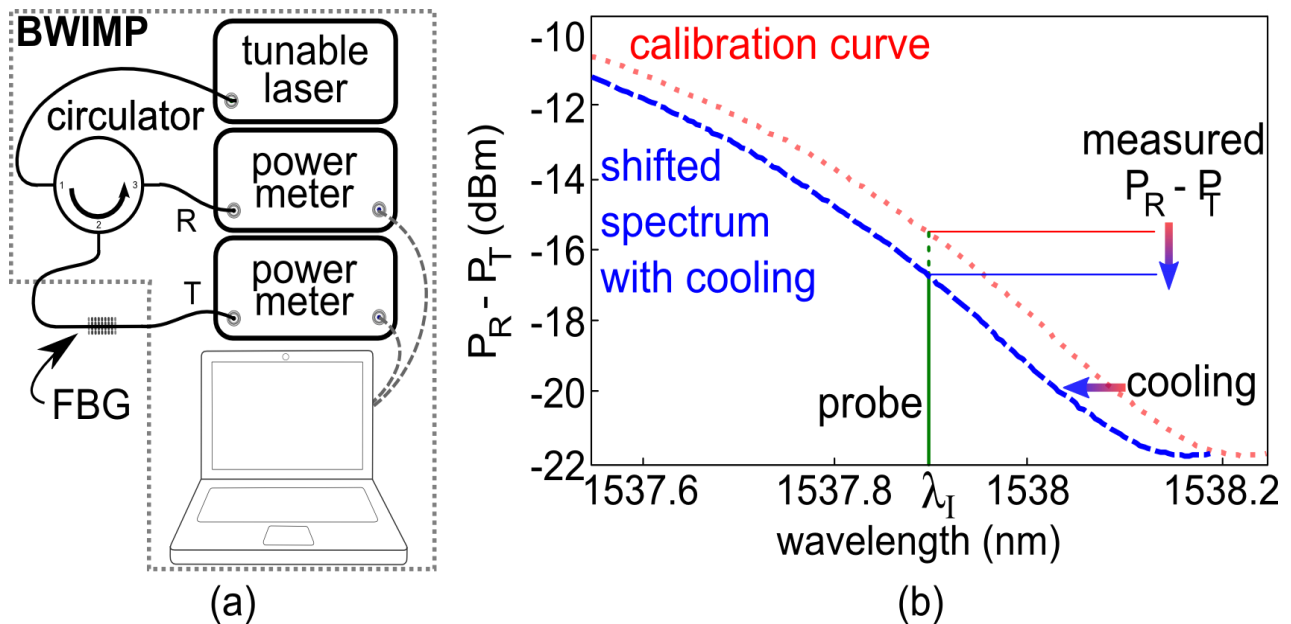 BWIMP
tunable
laser
circulator
1
3
2
power
meter
R
power
meter
T
FBG
(a)
-10
-12
-14
-16
-18
-20
-22
P_R - P_T (dBm)
calibration curve
shifted
spectrum
with cooling
measured
P_R - P_T
cooling
probe
1537.6
1537.8
λ_I
1538
1538.2
wavelength (nm)
(b)